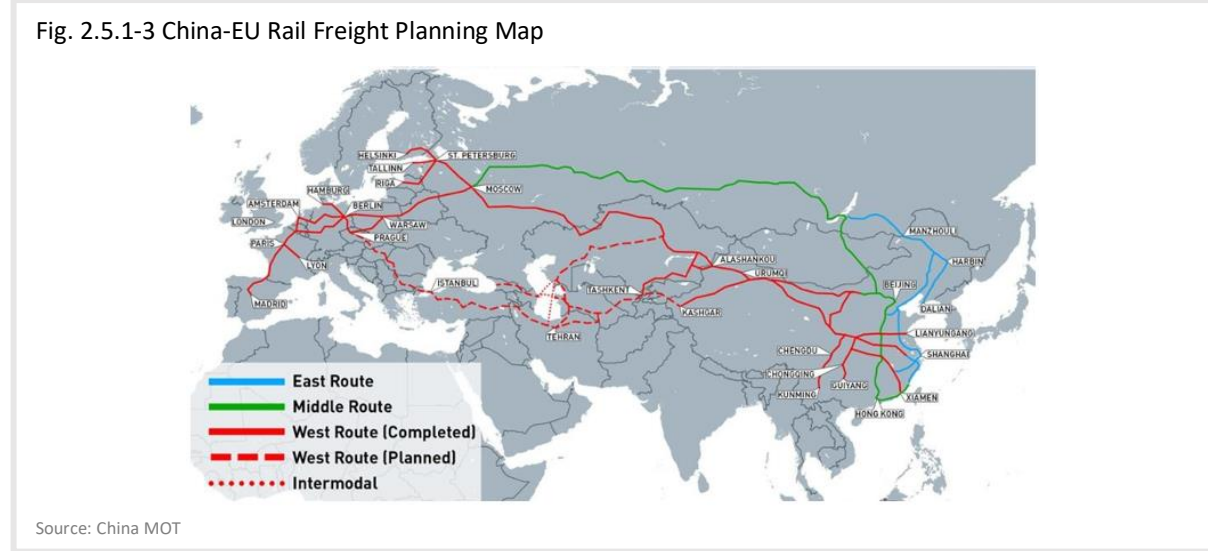 Fig. 2.5.1-3 China-EU Rail Freight Planning Map
HELSINKI
ST. PETERSBURG
TALLINN
RIGA
MOSCOW
HAMBURG
AMSTERDAM
BERLIN
LONDON
WARSAW
PARIS
PRAGUE
LYON
MADRID
ISTANBUL
TEHRAN
TASHKENT
KASHGAR
ALASHANKOU
URUMQI
MANZHOULI
HARBIN
BEIJING
DALIAN
LIANYUNGANG
SHANGHAI
CHENGDU
CHONGQING
GUIYANG
KUNMING
XIAMEN
HONG KONG
East Route
Middle Route
West Route (Completed)
West Route (Planned)
Intermodal
Source: China MOT